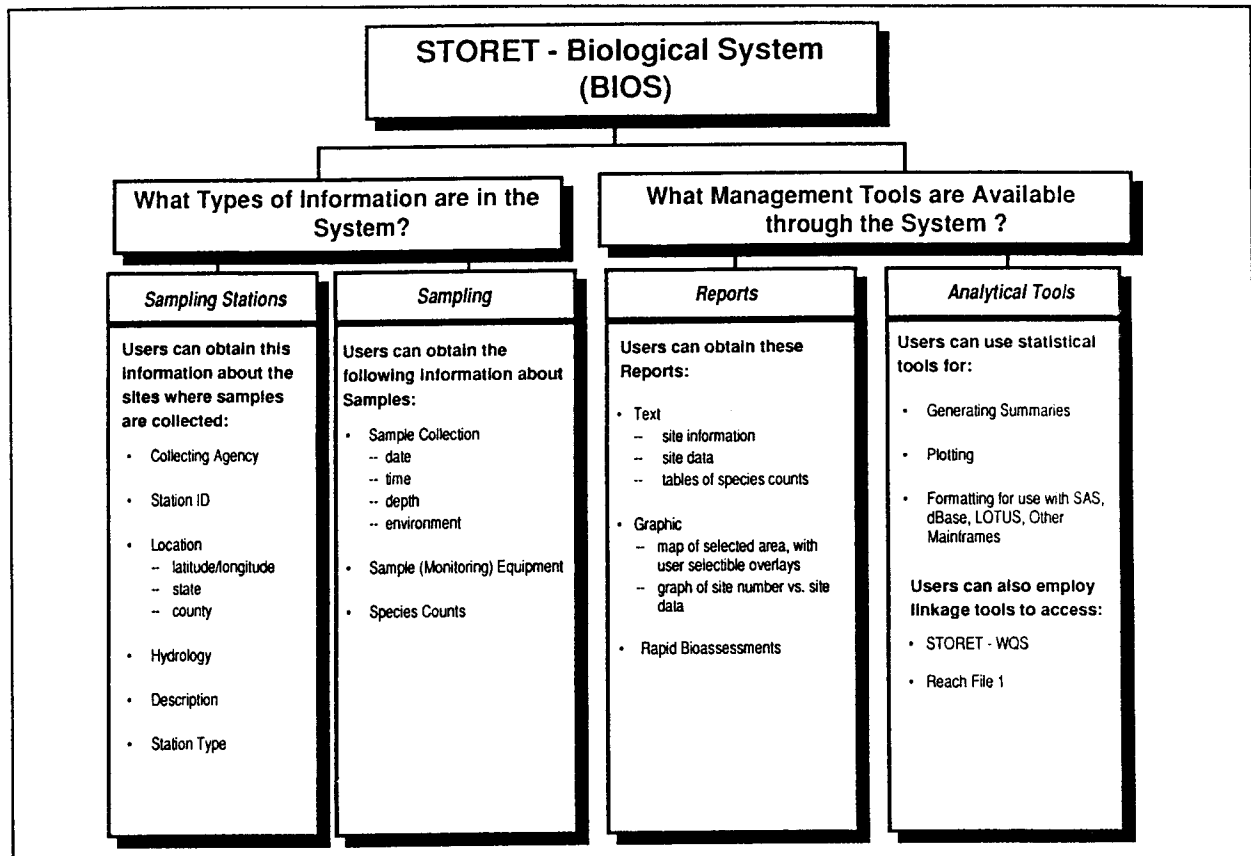 STORET - Biological System
(BIOS)
What Types of Information are in the
System?
What Management Tools are Available
through the System ?
Sampling Stations
Users can obtain this
information about the
sites where samples
are collected:
• Collecting Agency
• Station ID
• Location
-- latitude/longitude
-- state
-- county
• Hydrology
• Description
• Station Type
Sampling
Users can obtain the
following information about
Samples:
• Sample Collection
-- date
-- time
-- depth
-- environment
• Sample (Monitoring) Equipment
• Species Counts
Reports
Users can obtain these
Reports:
• Text
-- site information
-- site data
-- tables of species counts
• Graphic
-- map of selected area, with
user selectible overlays
-- graph of site number vs. site
data
• Rapid Bioassessments
Analytical Tools
Users can use statistical
tools for:
• Generating Summaries
• Plotting
• Formatting for use with SAS,
dBase, LOTUS, Other
Mainframes
Users can also employ
linkage tools to access:
• STORET - WQS
• Reach File 1